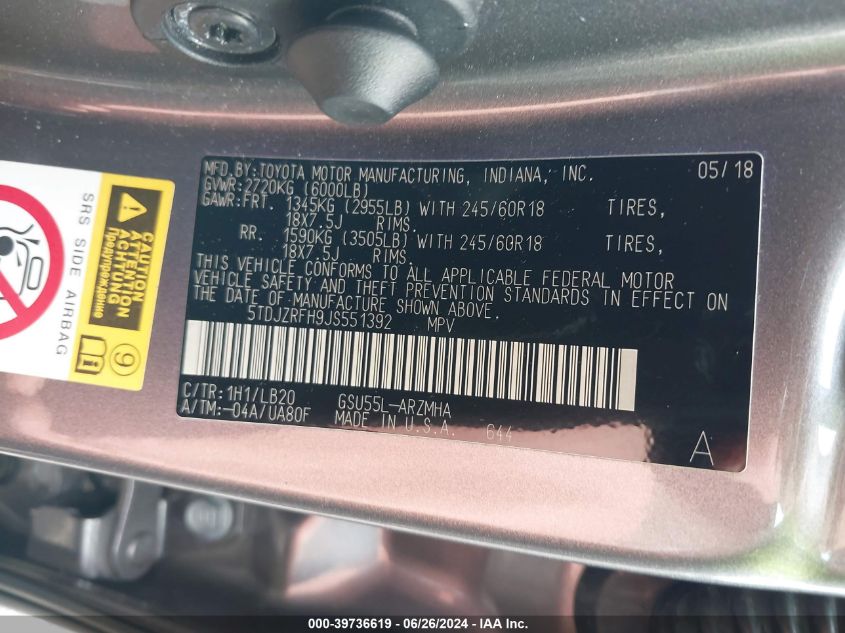 MFD.BY:TOYOTA MOTOR MANUFACTURING, INDIANA, INC. 05/18
GVWR:2720KG (6000LB)
GAWR:FRT. 1345KG (2955LB) WITH 245/60R18 TIRES,
18X7.5J RIMS.
RR. 1590KG (3505LB) WITH 245/60R18 TIRES,
18X7.5J RIMS.
THIS VEHICLE CONFORMS TO ALL APPLICABLE FEDERAL MOTOR
VEHICLE SAFETY AND THEFT PREVENTION STANDARDS IN EFFECT ON
THE DATE OF MANUFACTURE SHOWN ABOVE.
5TDJZRFH9JS551392 MPV
C/TR:1H1/LB20 GSU55L-ARZMHA
A/TM:-04A/UA80F MADE IN U.S.A. 644
A
SRS SIDE AIRBAG
CAUTION
ATTENTION
ACHTUNG
Предупреждение
9
000-39736619 - 06/26/2024 - IAA Inc.